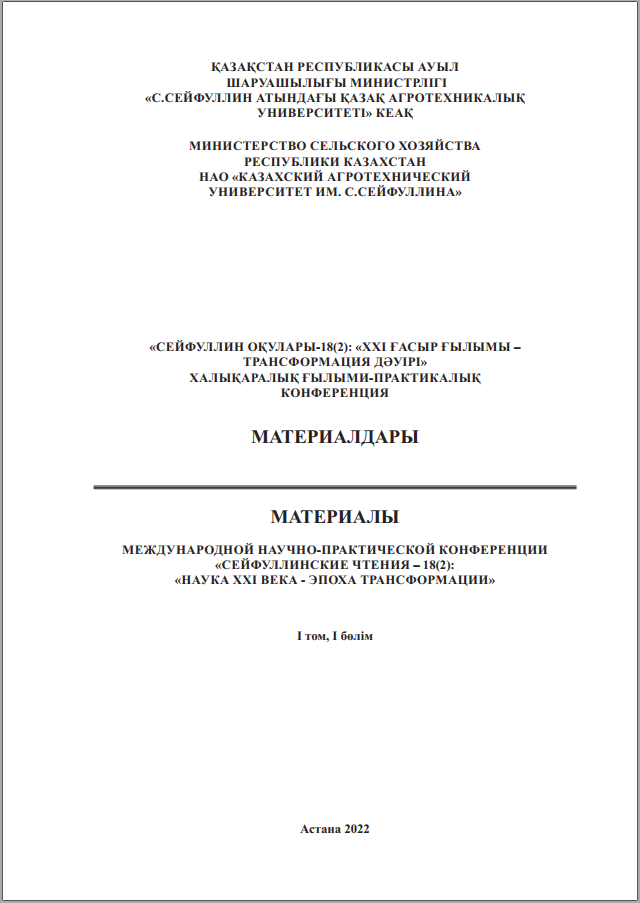 ҚАЗАҚСТАН РЕСПУБЛИКАСЫ АУЫЛ
ШАРУАШЫЛЫҒЫ МИНИСТРЛІГІ
«С.СЕЙФУЛЛИН АТЫНДАҒЫ ҚАЗАҚ АГРОТЕХНИКАЛЫҚ
УНИВЕРСИТЕТІ» КЕАҚ
МИНИСТЕРСТВО СЕЛЬСКОГО ХОЗЯЙСТВА
РЕСПУБЛИКИ КАЗАХСТАН
НАО «КАЗАХСКИЙ АГРОТЕХНИЧЕСКИЙ
УНИВЕРСИТЕТ ИМ. С.СЕЙФУЛЛИНА»
«СЕЙФУЛЛИН ОҚУЛАРЫ-18(2): «XXI ҒАСЫР ҒЫЛЫМЫ –
ТРАНСФОРМАЦИЯ ДӘУІРІ»
ХАЛЫҚАРАЛЫҚ ҒЫЛЫМИ-ПРАКТИКАЛЫҚ
КОНФЕРЕНЦИЯ
МАТЕРИАЛДАРЫ
МАТЕРИАЛЫ
МЕЖДУНАРОДНОЙ НАУЧНО-ПРАКТИЧЕСКОЙ КОНФЕРЕНЦИИ
«СЕЙФУЛЛИНСКИЕ ЧТЕНИЯ – 18(2):
«НАУКА XXI ВЕКА - ЭПОХА ТРАНСФОРМАЦИИ»
I том, I бөлім
Астана 2022